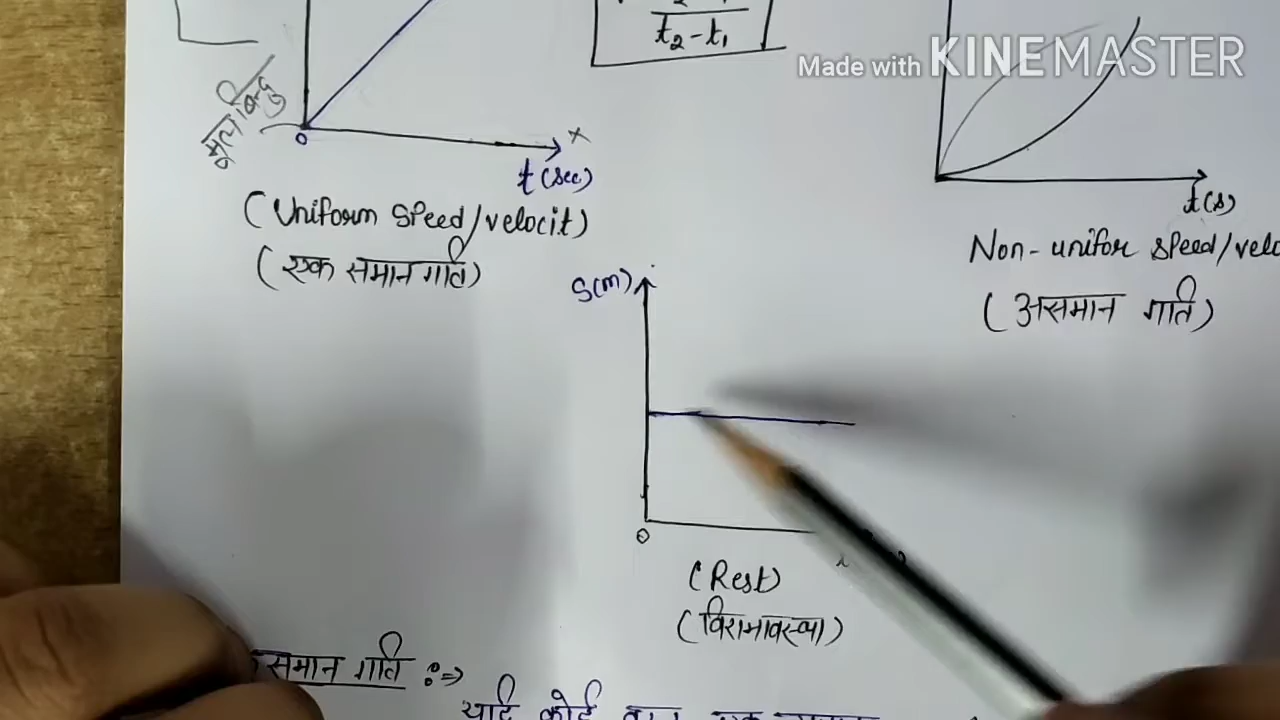 t₂-t₁
Made with KINEMASTER
मूल बिन्दु
0
x
t (sec)
(Uniform Speed/velocit)
(एक समान गति)
t(s)
Non-unifor speed/velo
(असमान गति)
S(m)
0
(Rest)
(विरामावस्था)
समान गति :⇒
यदि कोई